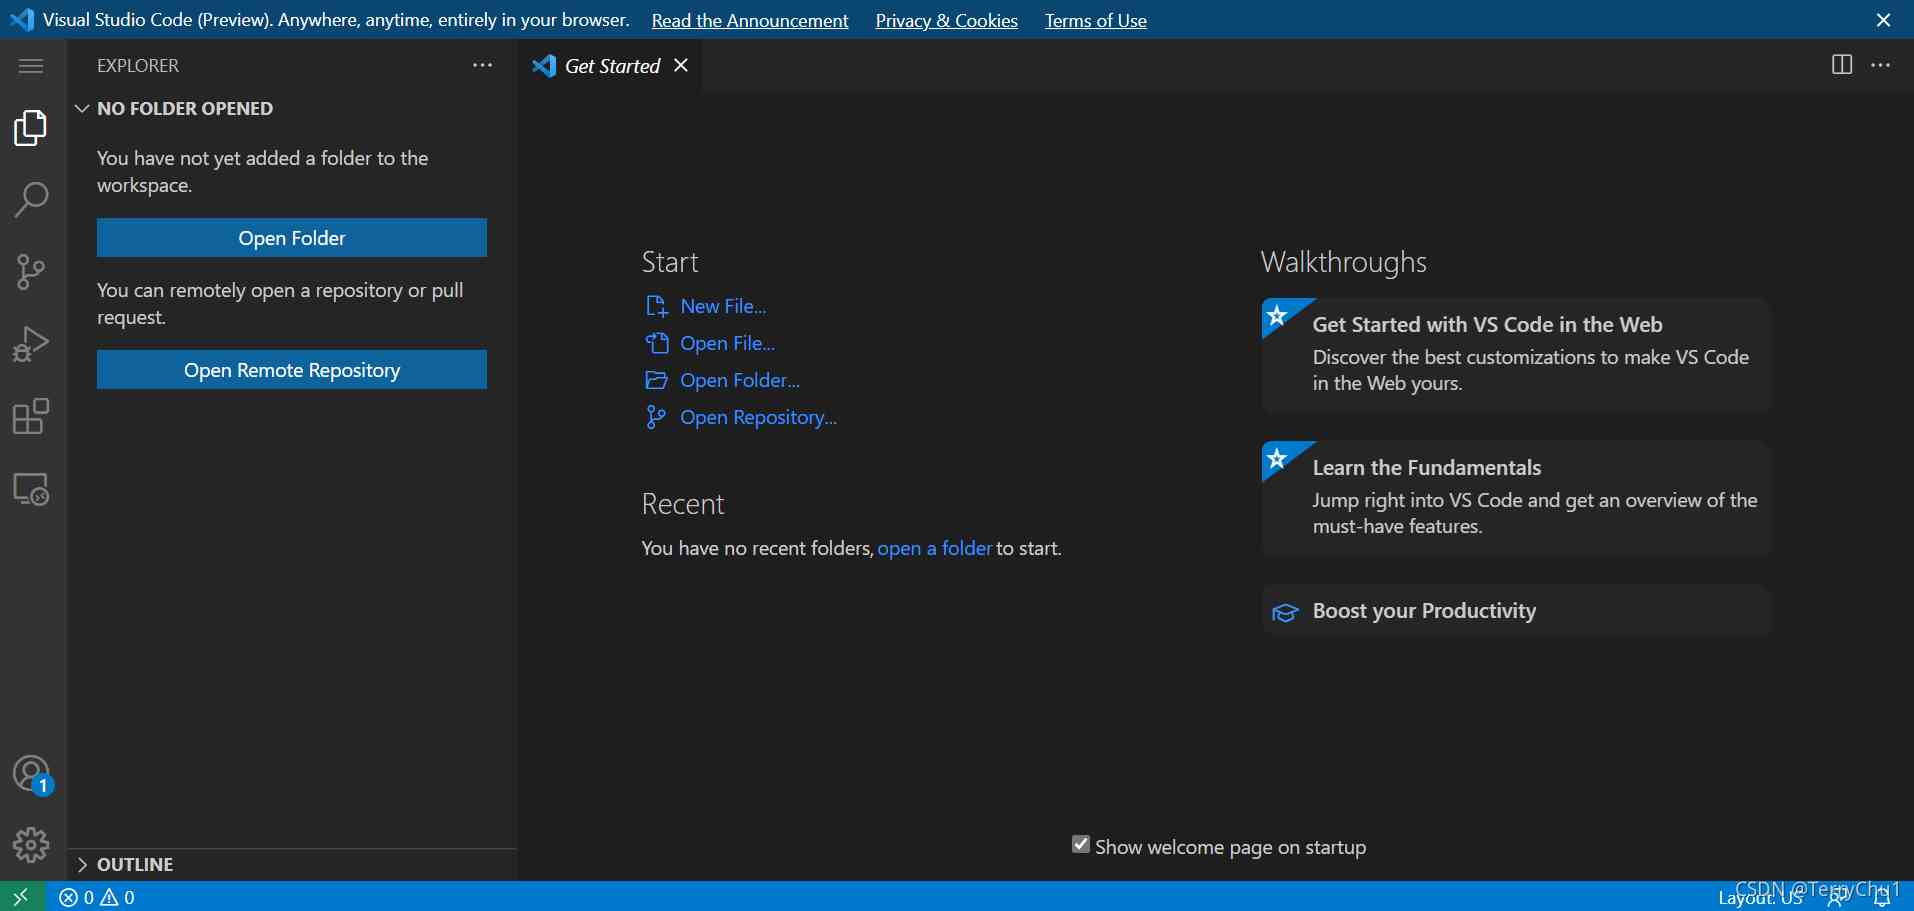 Visual Studio Code (Preview). Anywhere, anytime, entirely in your browser. Read the Announcement Privacy & Cookies Terms of Use
EXPLORER
Get Started
NO FOLDER OPENED
You have not yet added a folder to the
workspace.
Open Folder
You can remotely open a repository or pull
request.
Open Remote Repository
Start
New File...
Open File...
Open Folder...
Open Repository...
Recent
You have no recent folders, open a folder to start.
Walkthroughs
Get Started with VS Code in the Web
Discover the best customizations to make VS Code
in the Web yours.
Learn the Fundamentals
Jump right into VS Code and get an overview of the
must-have features.
Boost your Productivity
1
Show welcome page on startup
OUTLINE
0 0
Layout: US
CSDN @TerryChu1